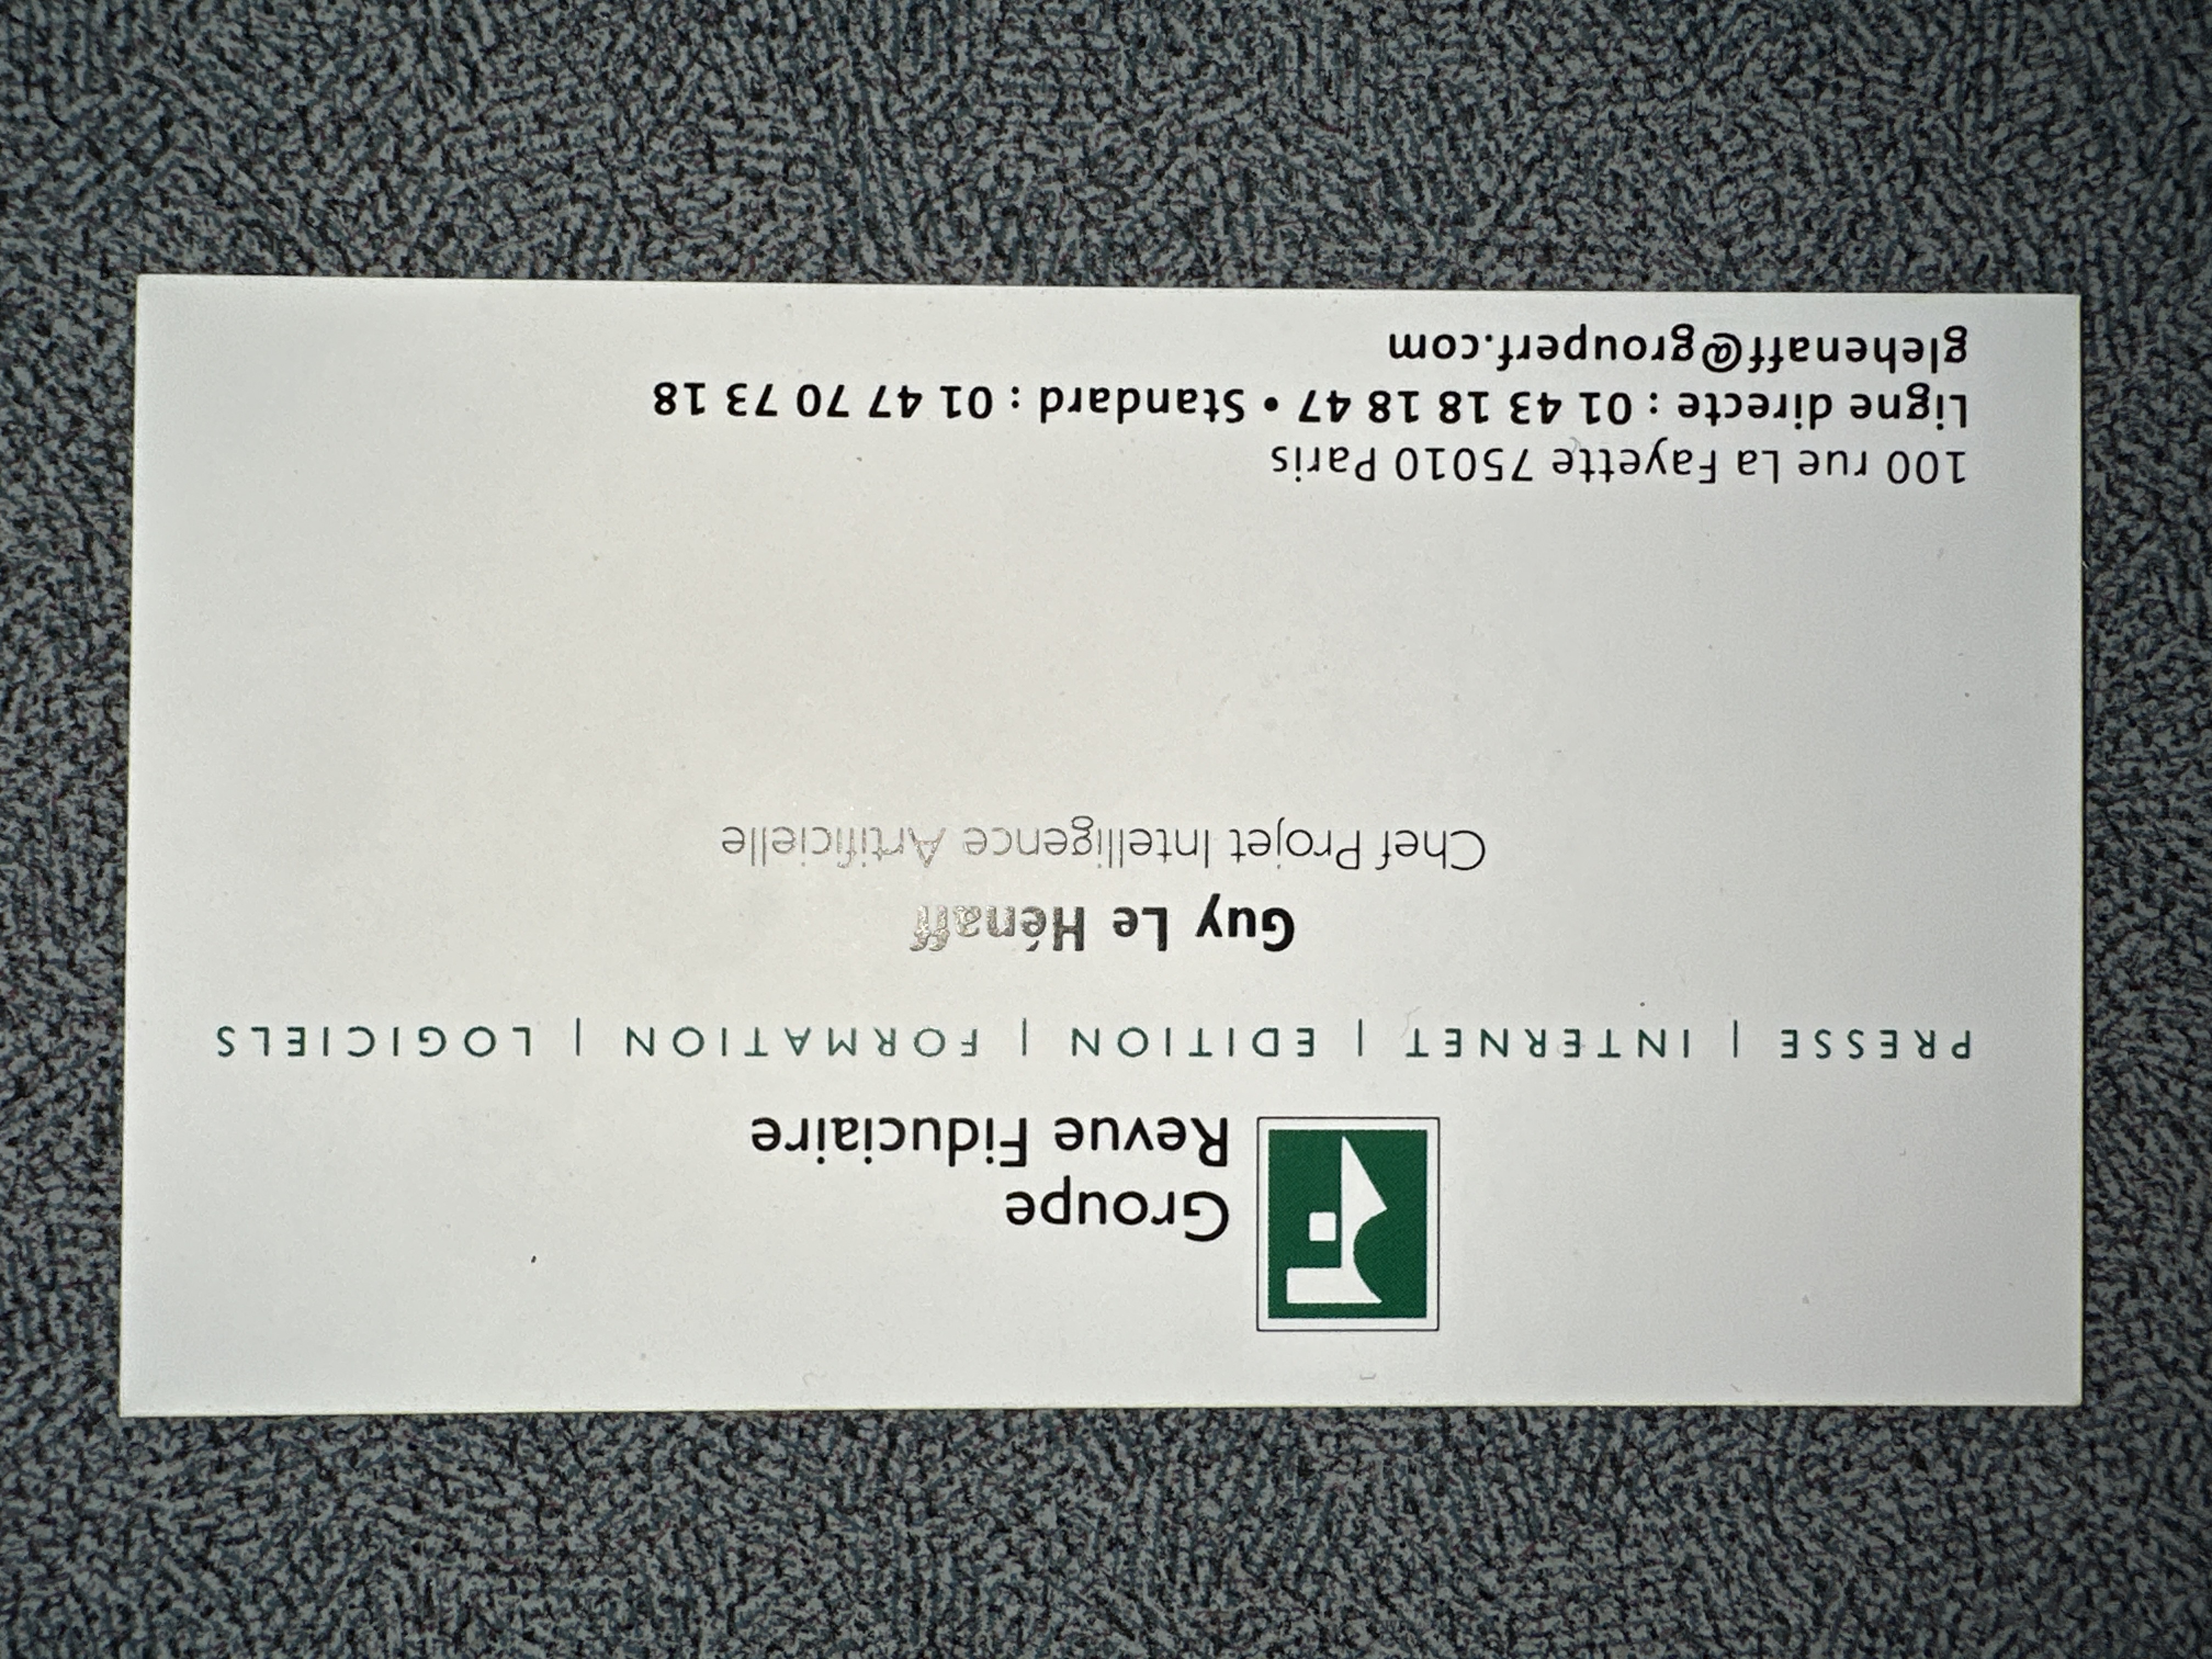 Groupe
Revue Fiduciaire
PRESSE | INTERNET | EDITION | FORMATION | LOGICIELS
Guy Le Hénaff
Chef Projet Intelligence Artificielle
100 rue La Fayette 75010 Paris
Ligne directe : 01 43 18 18 47 • Standard : 01 47 70 73 18
glehenaff@grouperf.com